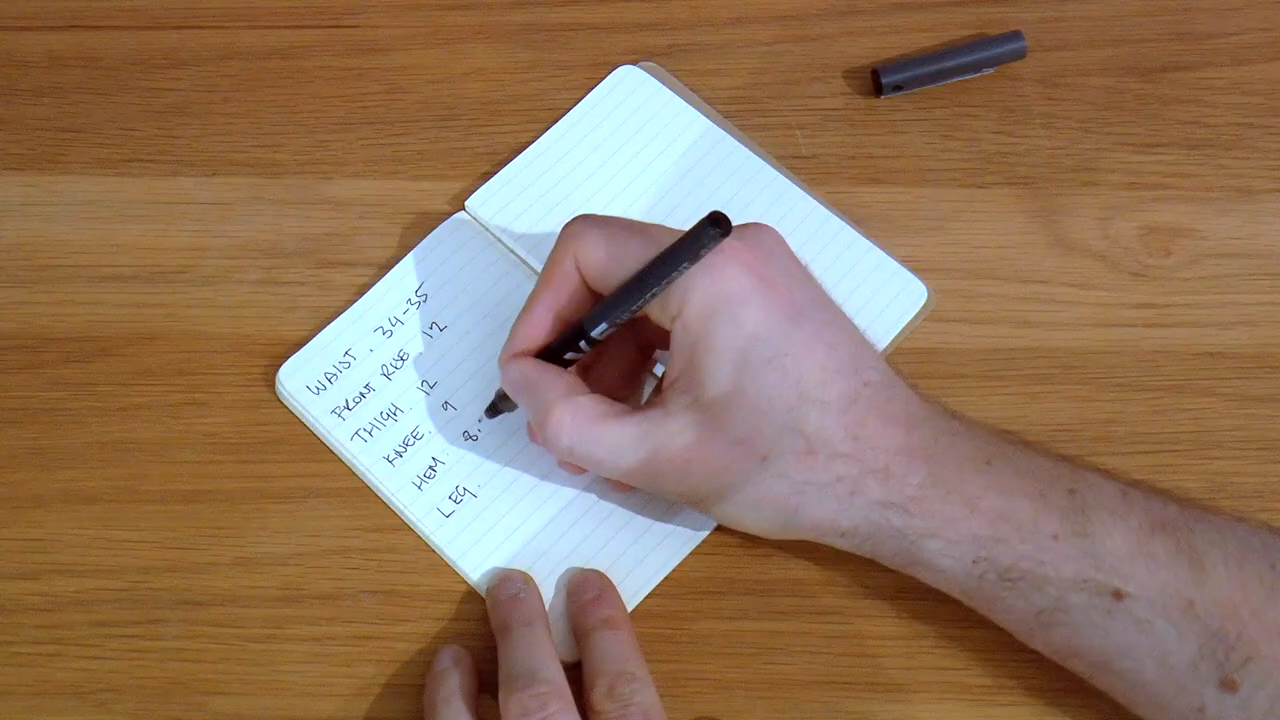 WAIST . 34-35
FRONT RISE 12
THIGH . 12
KNEE . 9
HEM . 8.
LEG .